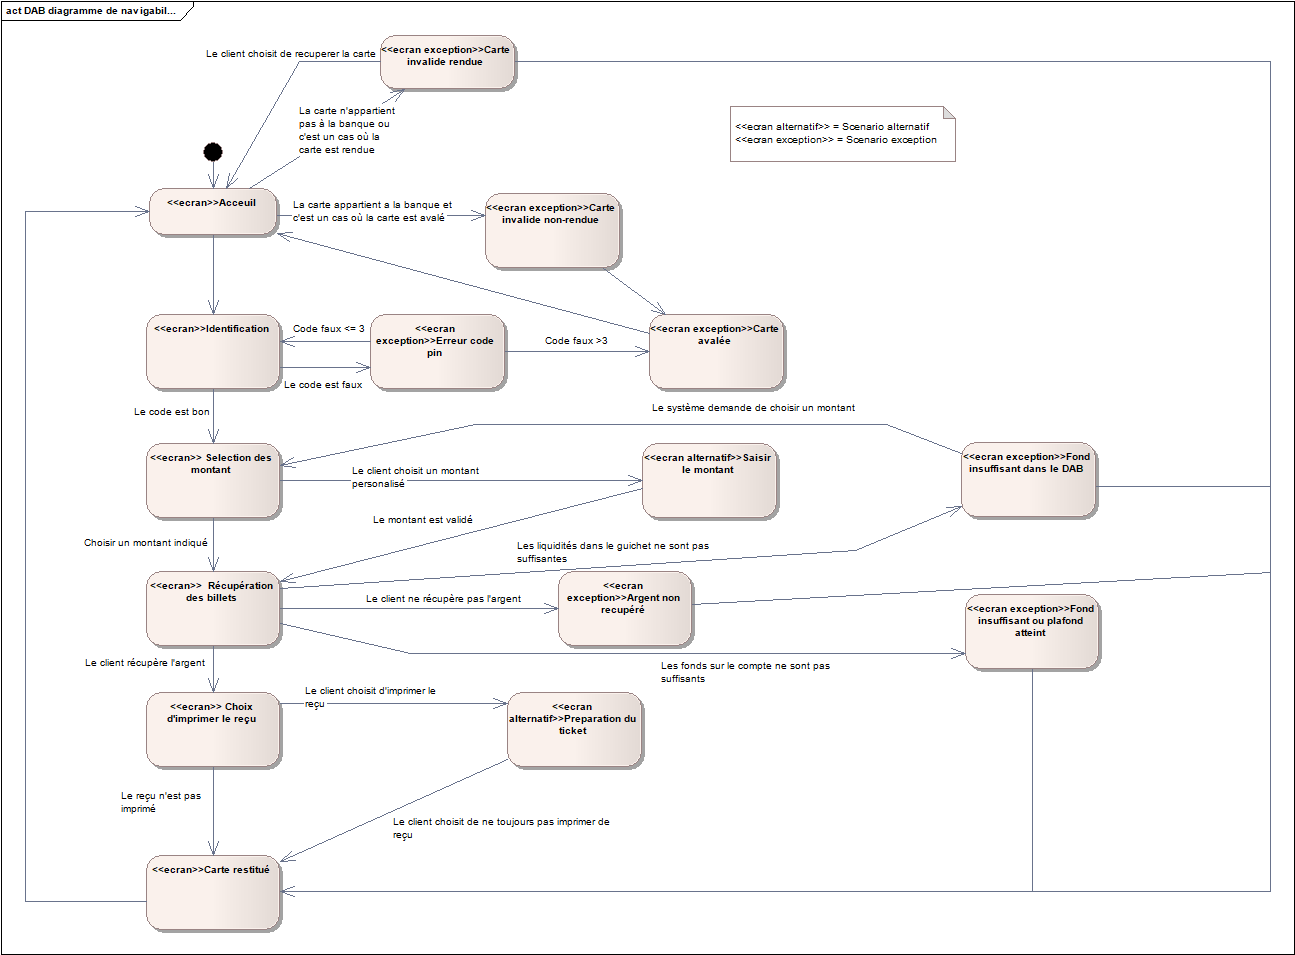 act DAB diagramme de navigabil...
Le client choisit de recuperer la carte
<<ecran exception>>Carte
invalide rendue
La carte n'appartient
pas à la banque ou
c'est un cas où la
carte est rendue
<<ecran alternatif>> = Scenario alternatif
<<ecran exception>> = Scenario exception
<<ecran>>Acceuil
La carte appartient a la banque et
c'est un cas où la carte est avalé
<<ecran exception>>Carte
invalide non-rendue
<<ecran>>Identification
Code faux <= 3
<<ecran
exception>>Erreur code
pin
Code faux >3
<<ecran exception>>Carte
avalée
Le code est faux
Le code est bon
Le système demande de choisir un montant
<<ecran>> Selection des
montant
Le client choisit un montant
personalisé
<<ecran alternatif>>Saisir
le montant
<<ecran exception>>Fond
insuffisant dans le DAB
Le montant est validé
Choisir un montant indiqué
Les liquidités dans le guichet ne sont pas
suffisantes
<<ecran>>  Récupération
des billets
Le client ne récupère pas l'argent
<<ecran
exception>>Argent non
recupéré
<<ecran exception>>Fond
insuffisant ou plafond
atteint
Le client récupère l'argent
Les fonds sur le compte ne sont pas
suffisants
<<ecran>> Choix
d'imprimer le reçu
Le client choisit d'imprimer le
reçu
<<ecran
alternatif>>Preparation du
ticket
Le reçu n'est pas
imprimé
Le client choisit de ne toujours pas imprimer de
reçu
<<ecran>>Carte restitué